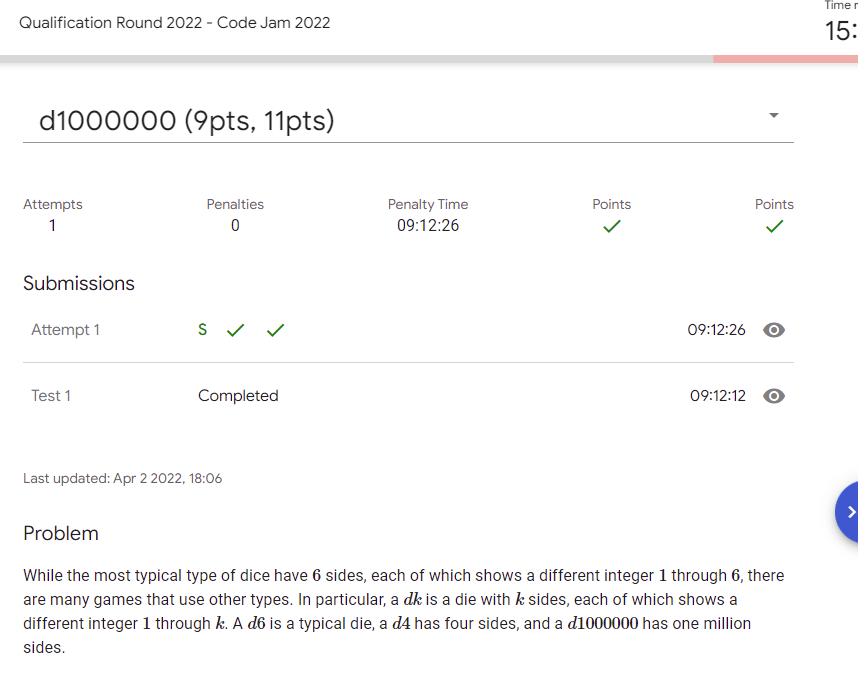 Qualification Round 2022 - Code Jam 2022
Time r
15:
d1000000 (9pts, 11pts)
Attempts Penalties Penalty Time Points Points
1 0 09:12:26
Submissions
Attempt 1 S 09:12:26
Test 1 Completed 09:12:12
Last updated: Apr 2 2022, 18:06
Problem
While the most typical type of dice have 6 sides, each of which shows a different integer 1 through 6, there
are many games that use other types. In particular, a dk is a die with k sides, each of which shows a
different integer 1 through k. A d6 is a typical die, a d4 has four sides, and a d1000000 has one million
sides.